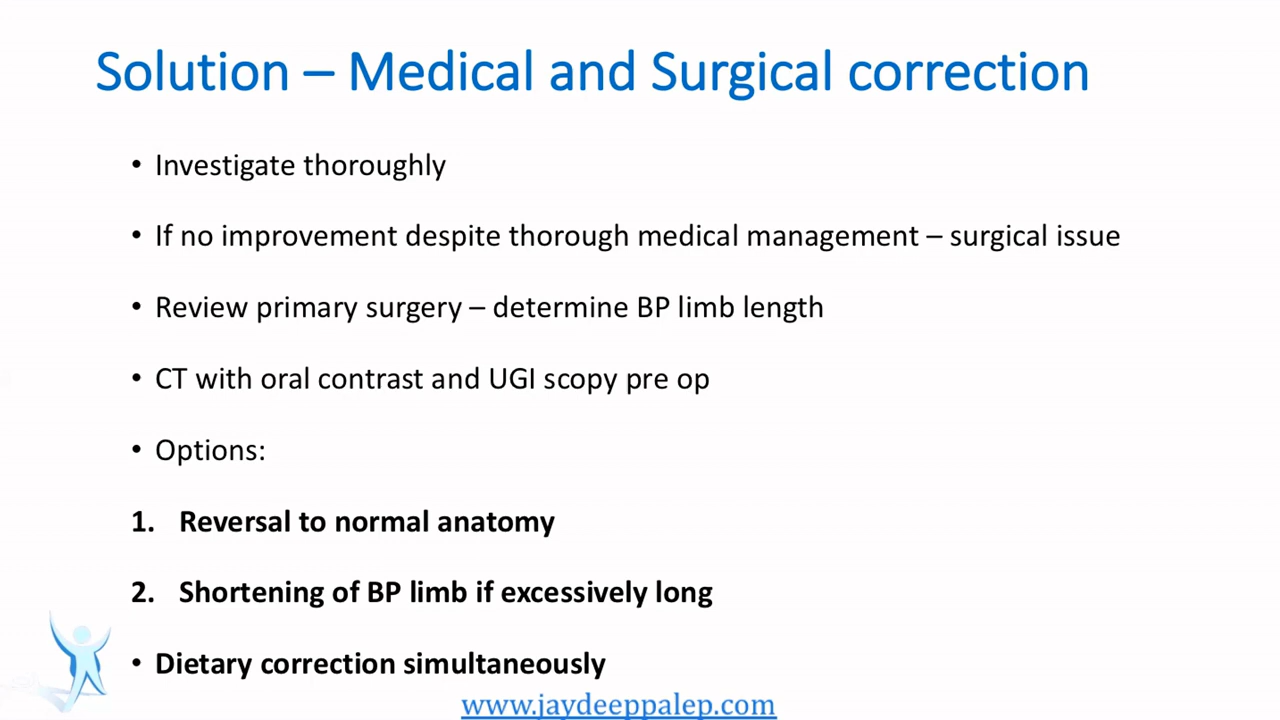 Solution – Medical and Surgical correction
• Investigate thoroughly
• If no improvement despite thorough medical management – surgical issue
• Review primary surgery – determine BP limb length
• CT with oral contrast and UGI scopy pre op
• Options:
1. Reversal to normal anatomy
2. Shortening of BP limb if excessively long
• Dietary correction simultaneously
www.jaydeeppalep.com